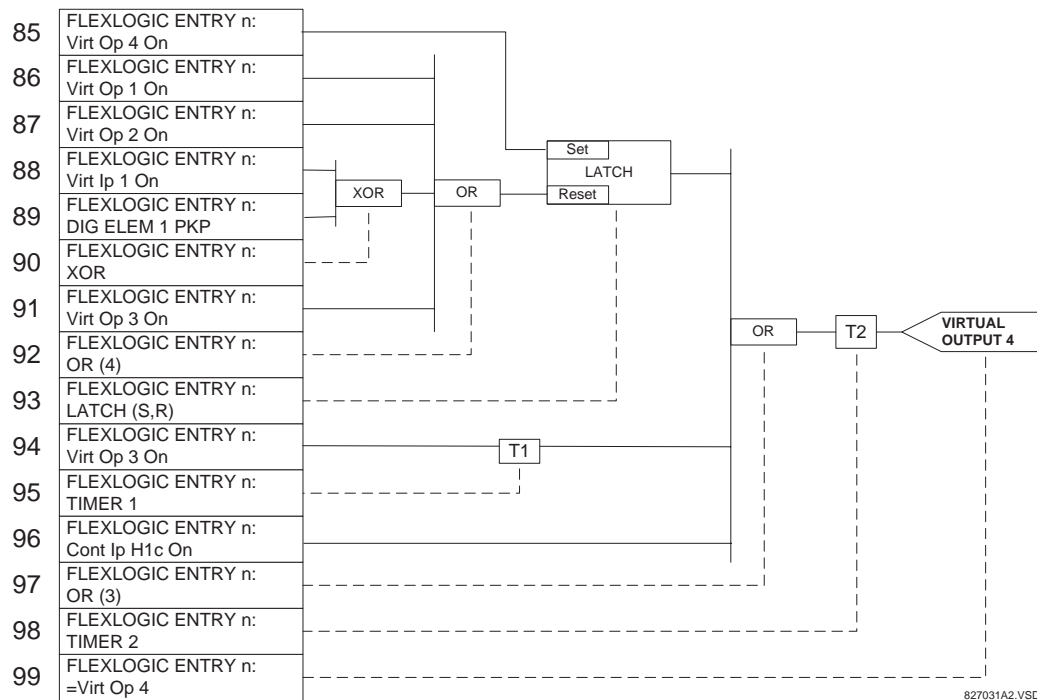 85
FLEXLOGIC ENTRY n:
Virt Op 4 On
86
FLEXLOGIC ENTRY n:
Virt Op 1 On
87
FLEXLOGIC ENTRY n:
Virt Op 2 On
88
FLEXLOGIC ENTRY n:
Virt Ip 1 On
89
FLEXLOGIC ENTRY n:
DIG ELEM 1 PKP
90
FLEXLOGIC ENTRY n:
XOR
91
FLEXLOGIC ENTRY n:
Virt Op 3 On
92
FLEXLOGIC ENTRY n:
OR (4)
93
FLEXLOGIC ENTRY n:
LATCH (S,R)
94
FLEXLOGIC ENTRY n:
Virt Op 3 On
95
FLEXLOGIC ENTRY n:
TIMER 1
96
FLEXLOGIC ENTRY n:
Cont Ip H1c On
97
FLEXLOGIC ENTRY n:
OR (3)
98
FLEXLOGIC ENTRY n:
TIMER 2
99
FLEXLOGIC ENTRY n:
=Virt Op 4
XOR
OR
Set
LATCH
Reset
T1
OR
T2
VIRTUAL
OUTPUT 4
827031A2.VSD